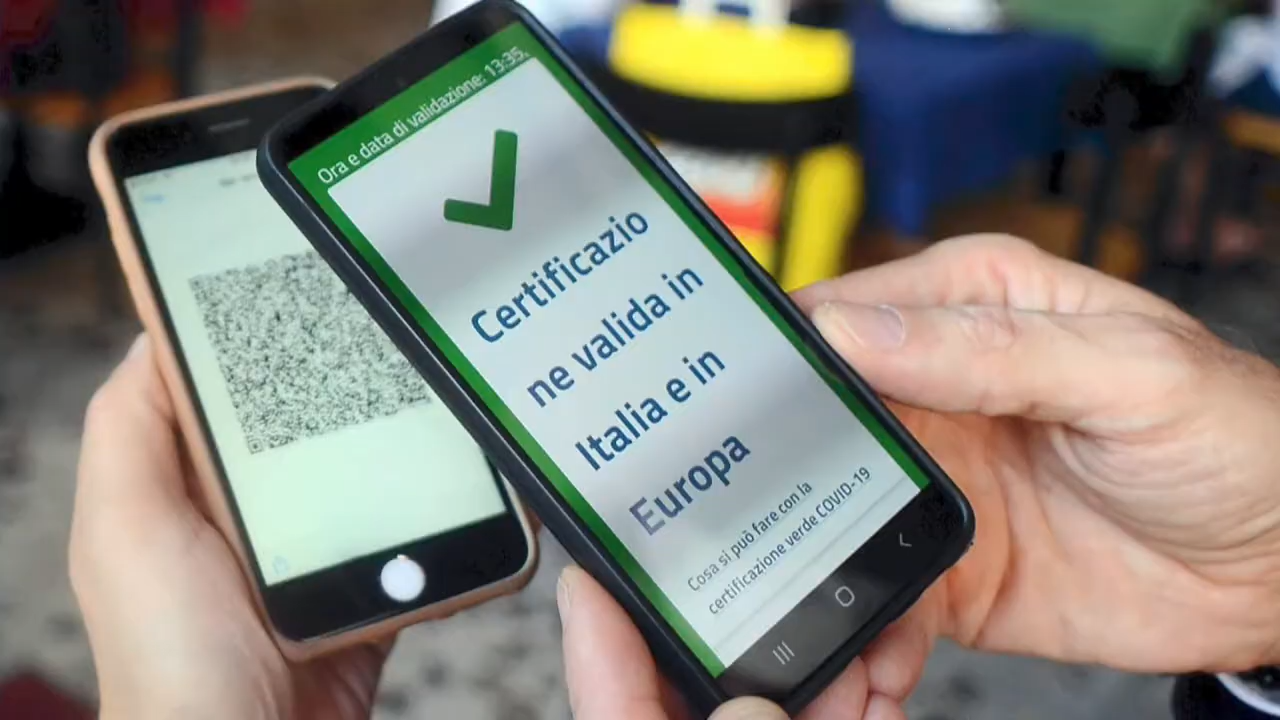 Ora e data di validazione: 13:35,
Certificazio
ne valida in
Italia e in
Europa
Cosa si può fare con la
certificazione verde COVID-19